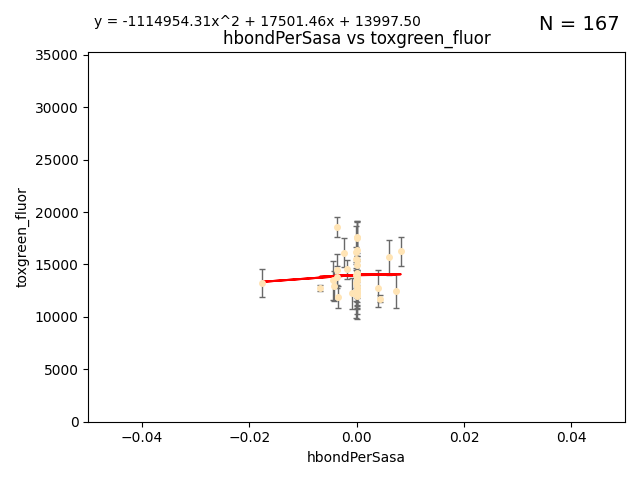 y = -1114954.31x^2 + 17501.46x + 13997.50
N = 167
hbondPerSasa vs toxgreen_fluor
35000
30000
25000
20000
15000
10000
5000
0
toxgreen_fluor
−0.04
−0.02
0.00
0.02
0.04
hbondPerSasa